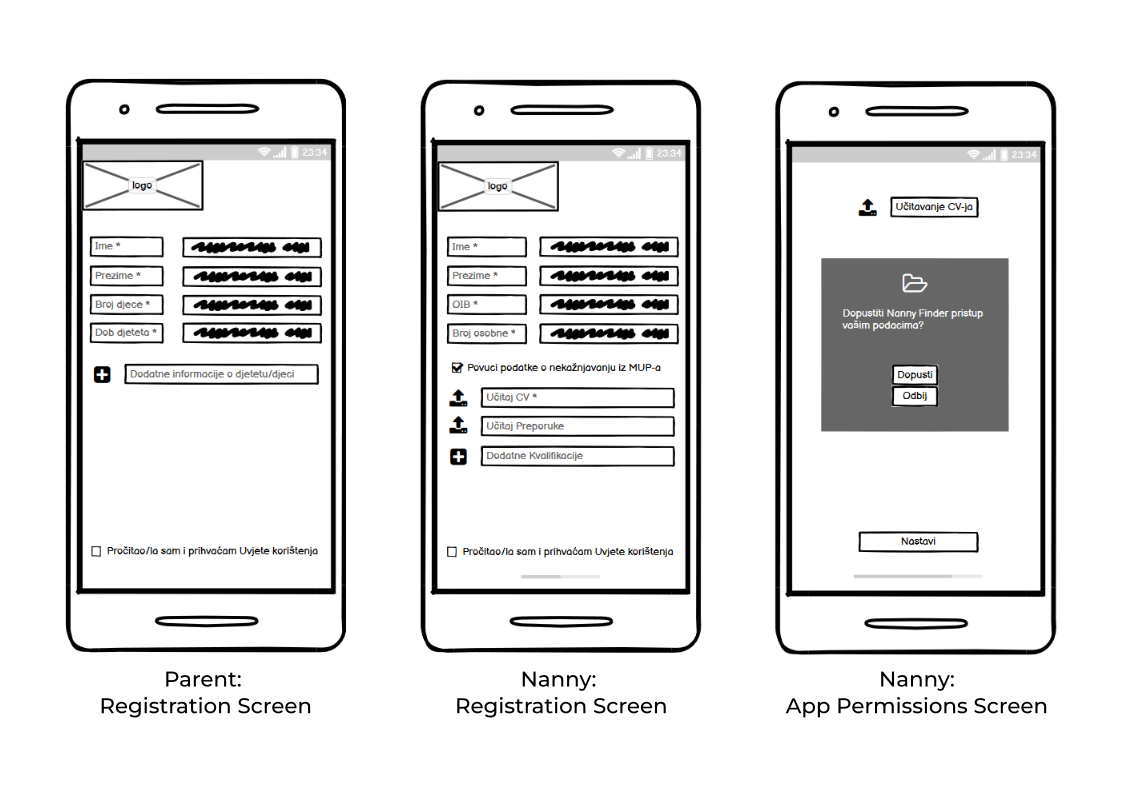 23:34
logo
Ime *
Prezime *
Broj djece *
Dob djeteta *
Dodatne informacije o djetetu/djeci
Pročitao/la sam i prihvaćam Uvjete korištenja
Parent:
Registration Screen
23:34
logo
Ime *
Prezime *
OIB *
Broj osobne *
Povuci podatke o nekažnjavanju iz MUP-a
Učitaj CV *
Učitaj Preporuke
Dodatne Kvalifikacije
Pročitao/la sam i prihvaćam Uvjete korištenja
Nanny:
Registration Screen
23:34
Učitavanje CV-ja
Dopustiti Nanny Finder pristup
vašim podacima?
Dopusti
Odbij
Nastavi
Nanny:
App Permissions Screen